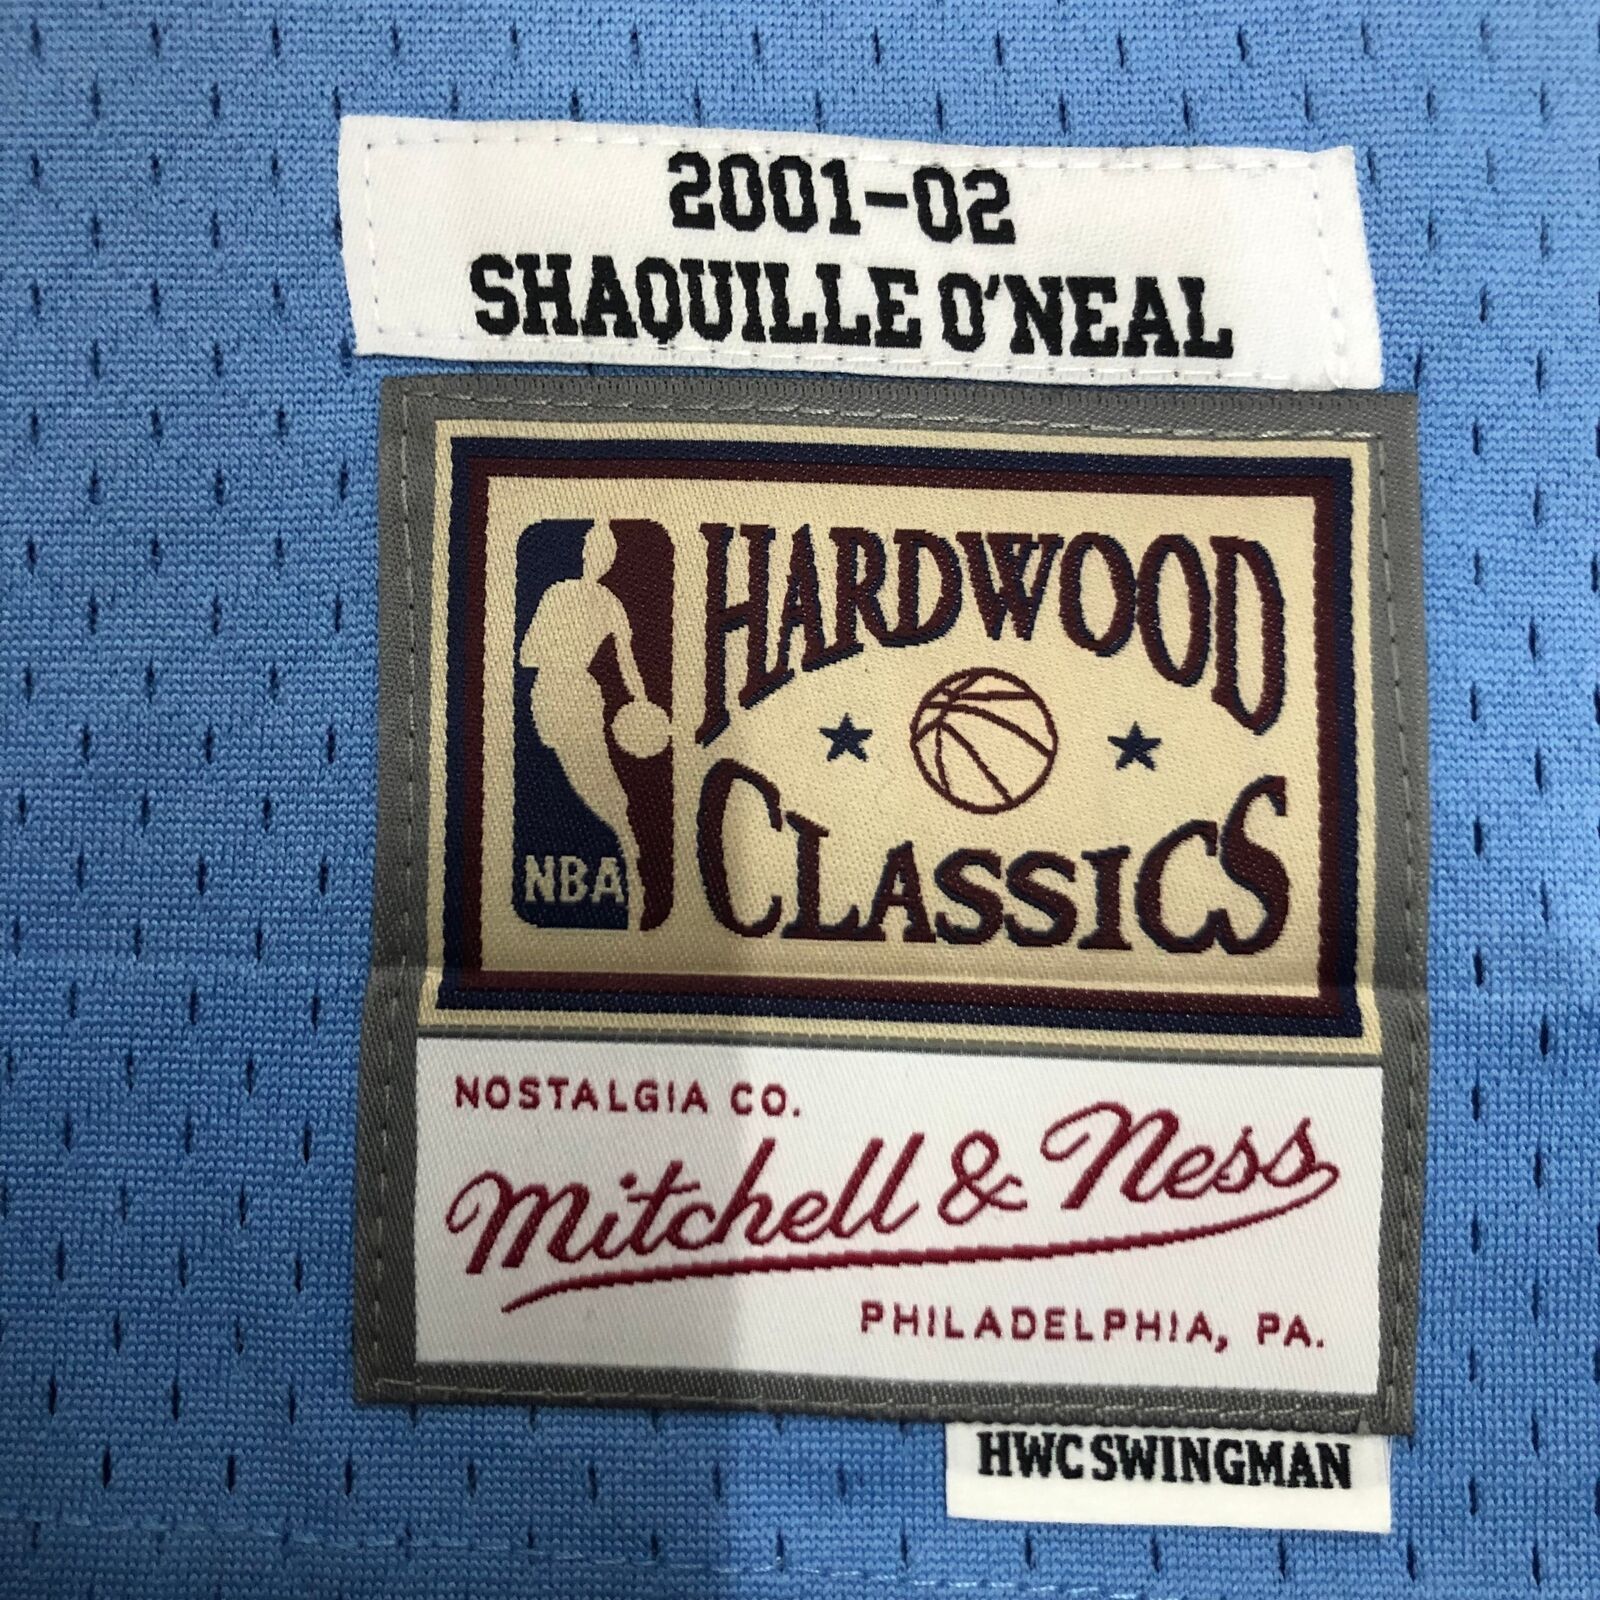 2001-02
SHAQUILLE O'NEAL
HARDWOOD
CLASSICS
NBA
NOSTALGIA CO.
Mitchell & Ness
PHILADELPHIA, PA.
HWC SWINGMAN